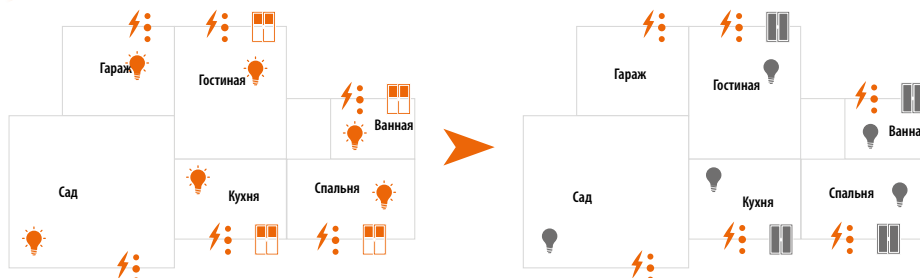 Гараж
Гостиная
Ванная
Сад
Кухня
Спальня
Гараж
Гостиная
Ванна
Сад
Кухня
Спальня